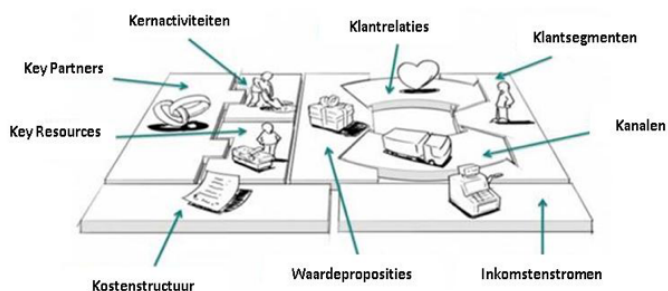 Kernactiviteiten
Klantrelaties
Klantsegmenten
Key Partners
Key Resources
Kanalen
Kostenstructuur
Waardeproposities
Inkomstenstromen